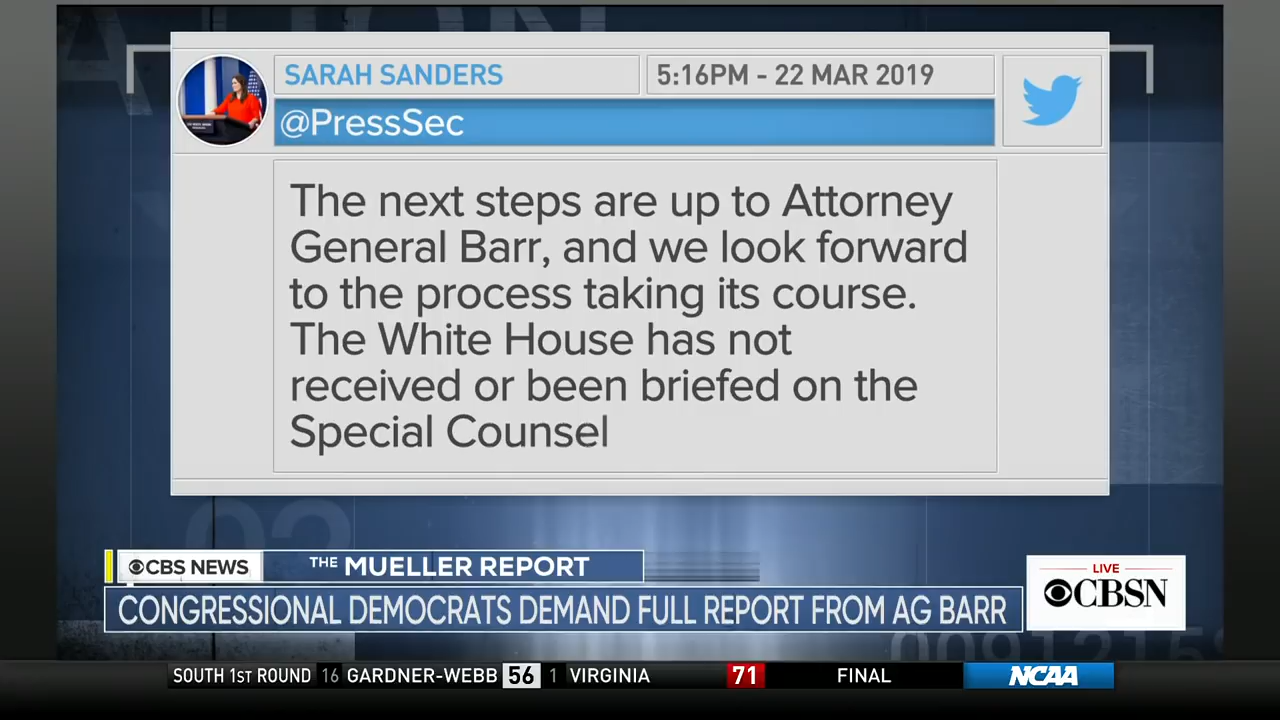 SARAH SANDERS
5:16PM - 22 MAR 2019
@PressSec
The next steps are up to Attorney
General Barr, and we look forward
to the process taking its course.
The White House has not
received or been briefed on the
Special Counsel
CBS NEWS
THE MUELLER REPORT
CONGRESSIONAL DEMOCRATS DEMAND FULL REPORT FROM AG BARR
LIVE
CBSN
SOUTH 1ST ROUND 16 GARDNER-WEBB 56 1 VIRGINIA 71 FINAL NCAA